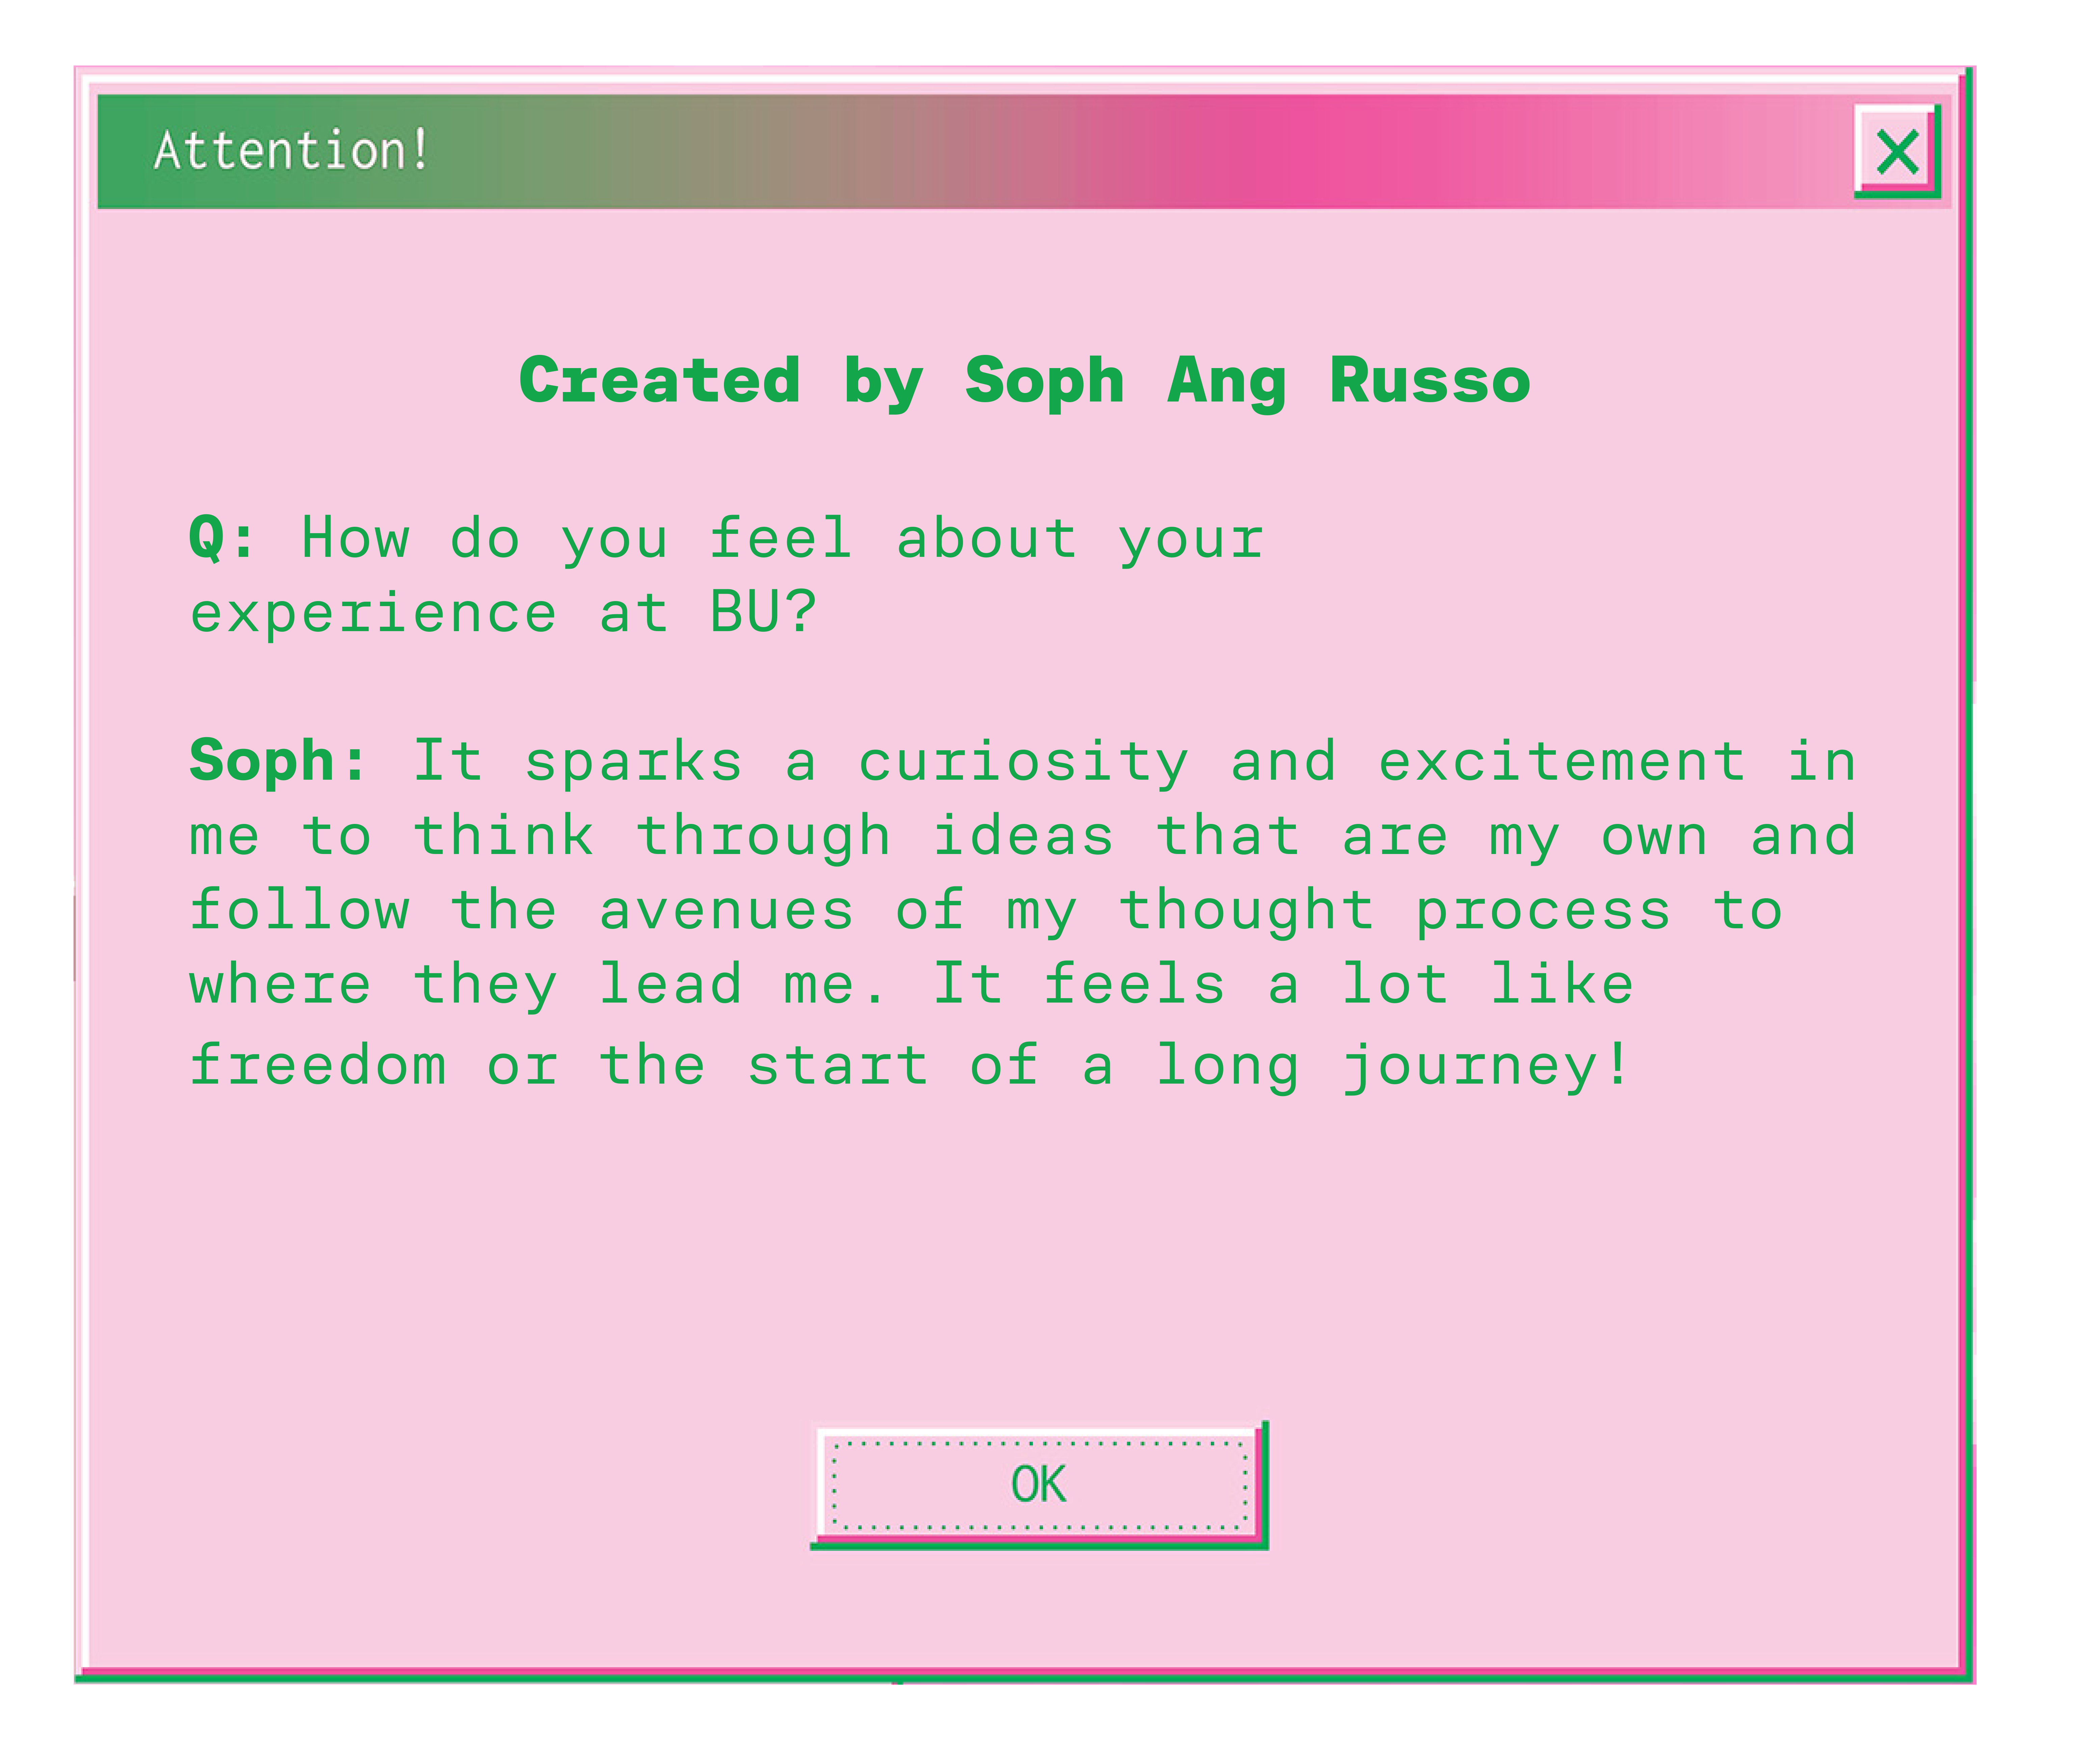 Attention!
Created by Soph Ang Russo
Q: How do you feel about your
experience at BU?
Soph: It sparks a curiosity and excitement in
me to think through ideas that are my own and
follow the avenues of my thought process to
where they lead me. It feels a lot like
freedom or the start of a long journey!
OK